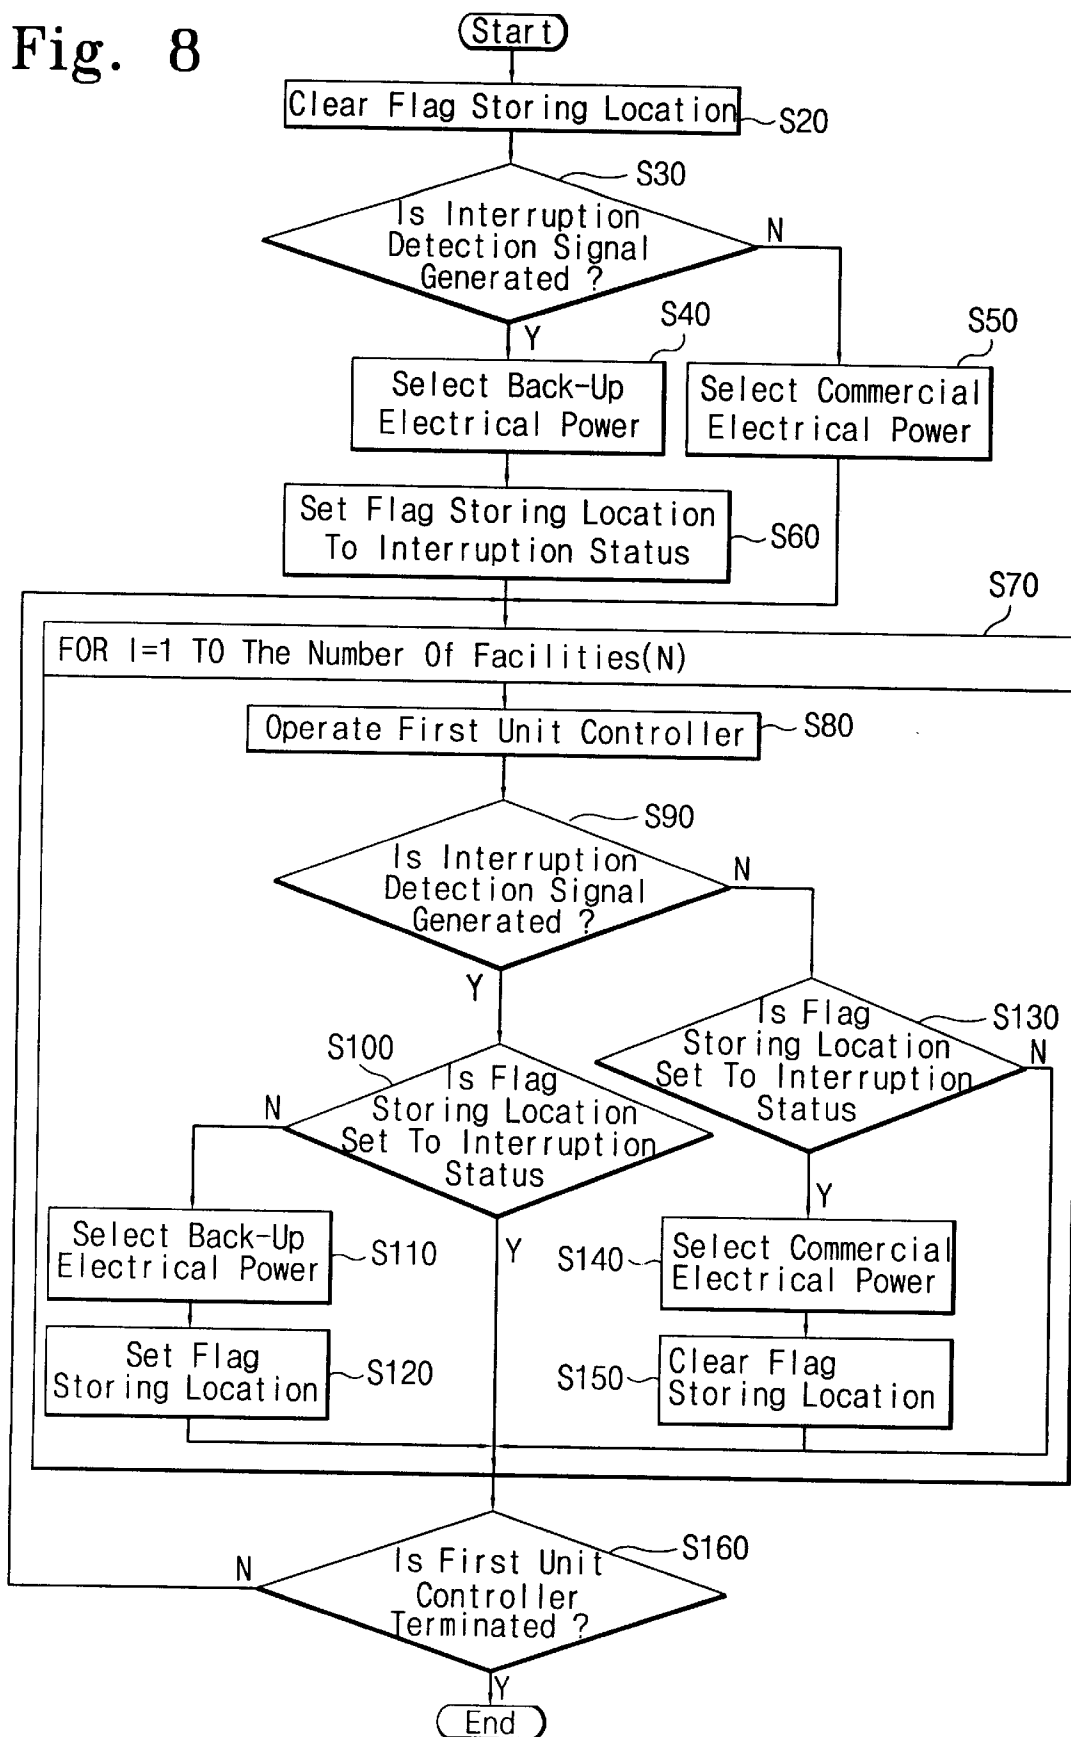 Fig. 8
Start
Clear Flag Storing Location
S20
S30
Is Interruption
Detection Signal
Generated ?
N
Y
S40
S50
Select Back-Up
Electrical Power
Select Commercial
Electrical Power
Set Flag Storing Location
To Interruption Status
S60
S70
FOR I=1 TO The Number Of Facilities(N)
Operate First Unit Controller
S80
S90
Is Interruption
Detection Signal
Generated ?
N
Y
S100
Is Flag
Storing Location
Set To Interruption
Status
N
Y
S130
Is Flag
Storing Location
Set To Interruption
Status
N
Y
Select Back-Up
Electrical Power
S110
S140
Select Commercial
Electrical Power
Set Flag
Storing Location
S120
S150
Clear Flag
Storing Location
S160
Is First Unit
Controller
Terminated ?
N
Y
End